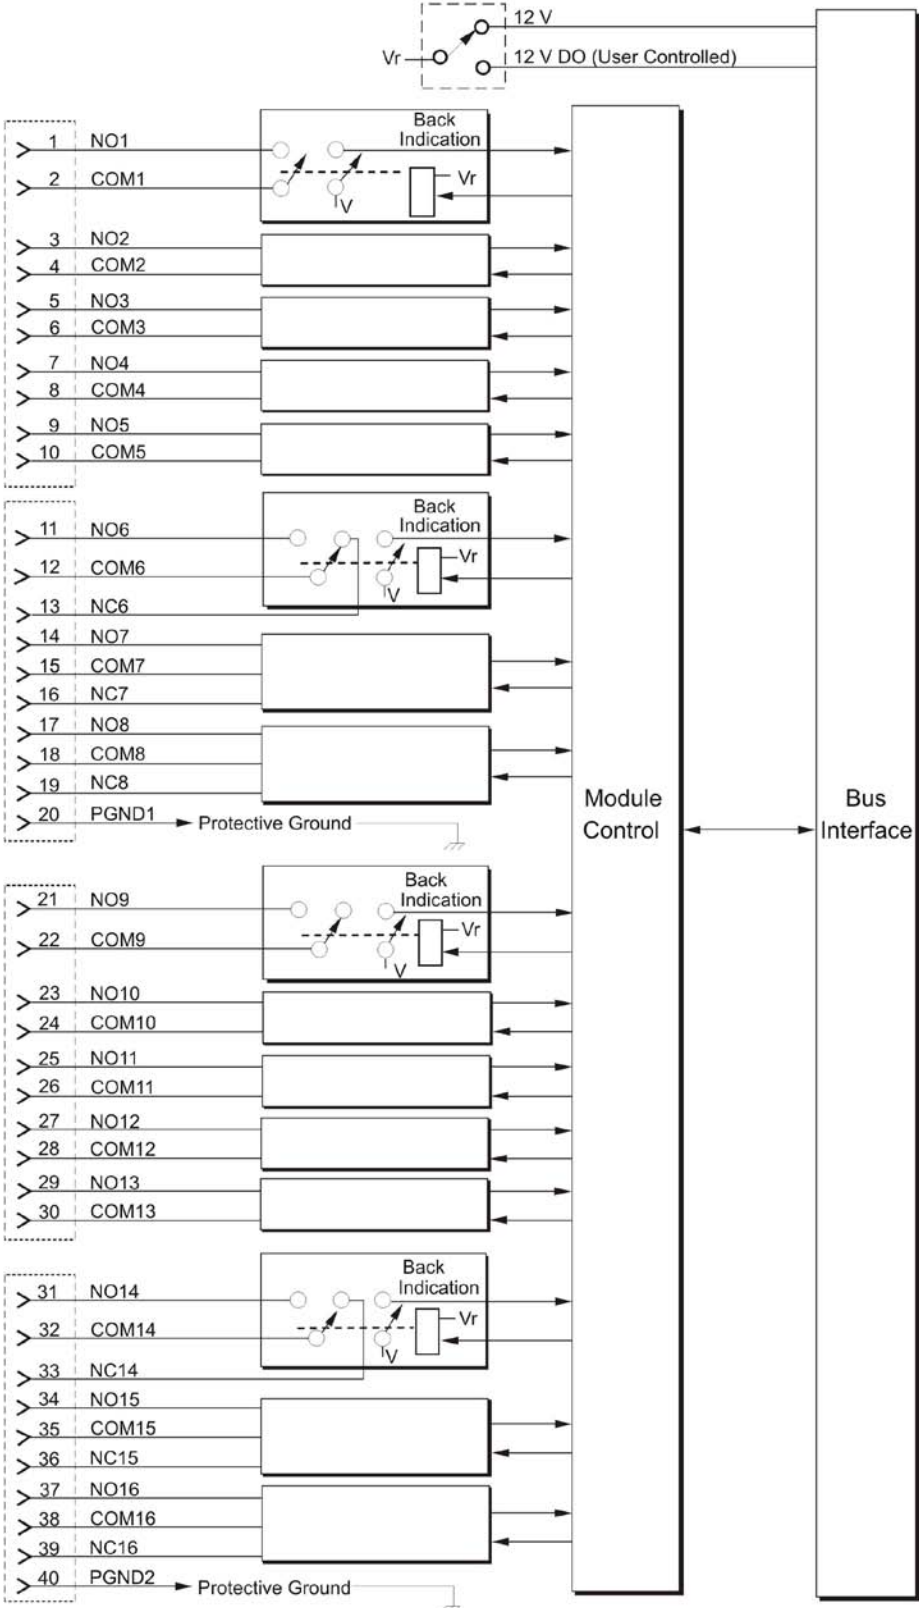 12 V
Vr
12 V DO (User Controlled)
Back
Indication
1 NO1
2 COM1
Vr
V
3 NO2
4 COM2
5 NO3
6 COM3
7 NO4
8 COM4
9 NO5
10 COM5
Back
Indication
11 NO6
12 COM6
Vr
V
13 NC6
14 NO7
15 COM7
16 NC7
17 NO8
18 COM8
19 NC8
20 PGND1 Protective Ground
Module
Control
Bus
Interface
Back
Indication
21 NO9
22 COM9
Vr
V
23 NO10
24 COM10
25 NO11
26 COM11
27 NO12
28 COM12
29 NO13
30 COM13
Back
Indication
31 NO14
32 COM14
Vr
V
33 NC14
34 NO15
35 COM15
36 NC15
37 NO16
38 COM16
39 NC16
40 PGND2 Protective Ground